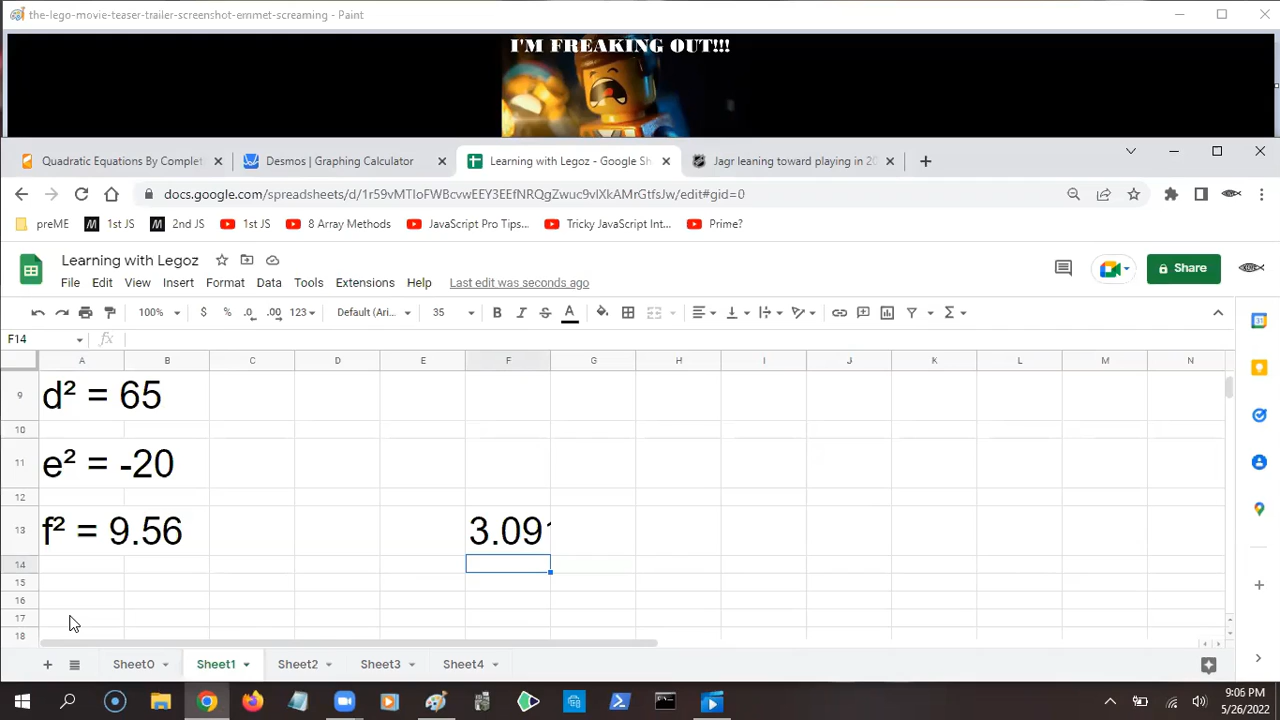 the-lego-movie-teaser-trailer-screenshot-emmet-screaming - Paint
I'M FREAKING OUT!!!
Quadratic Equations By Complet
Desmos | Graphing Calculator
Learning with Legoz - Google Sh
Jagr leaning toward playing in 20
docs.google.com/spreadsheets/d/1r59vMTIoFWBcvwEEY3EEfNRQgZwuc9vlXkAMrGtfsJw/edit#gid=0
preME
1st JS
2nd JS
1st JS
8 Array Methods
JavaScript Pro Tips...
Tricky JavaScript Int...
Prime?
Learning with Legoz
Share
File Edit View Insert Format Data Tools Extensions Help Last edit was seconds ago
100% $ % .0 .00 123 Default (Ari... 35 B I S A
F14 fx
A B C D E F G H I J K L M N
9 d² = 65
10
11 e² = -20
12
13 f² = 9.56 3.09
14
15
16
17
18
Sheet0 Sheet1 Sheet2 Sheet3 Sheet4
9:06 PM
5/26/2022